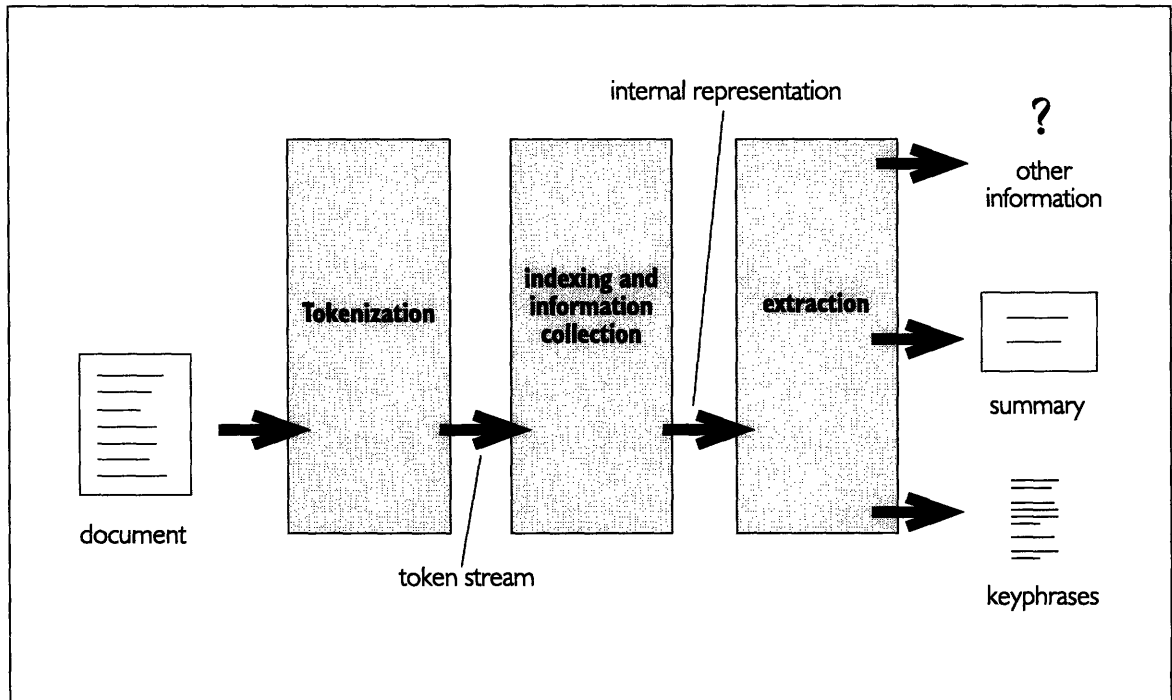 internal representation
?
other
information
Tokenization
indexing and
information
collection
extraction
summary
document
token stream
keyphrases